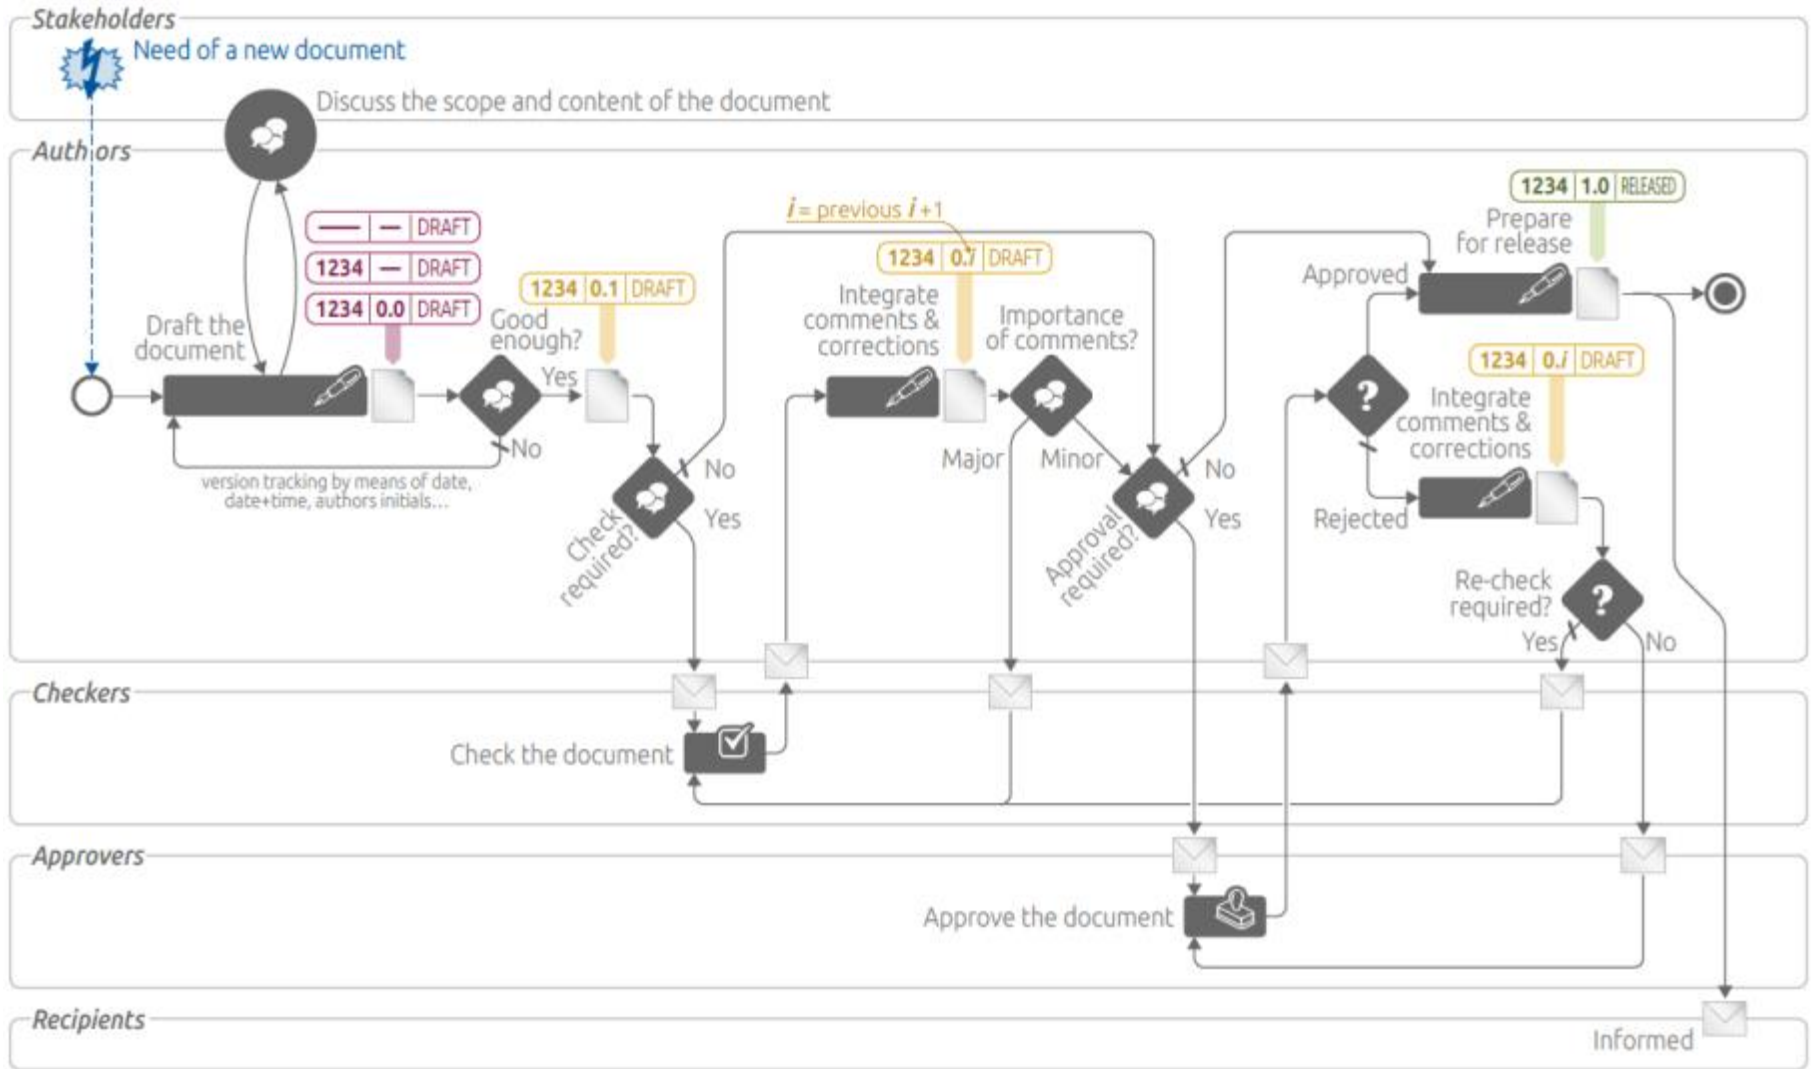 Stakeholders
Need of a new document
Discuss the scope and content of the document
Authors
— — DRAFT
1234 — DRAFT
1234 0.0 DRAFT
Draft the
document
Good
enough?
Yes
No
1234 0.1 DRAFT
version tracking by means of date,
date+time, authors initials...
Check
required?
No
Yes
i = previous i +1
1234 0.i DRAFT
Integrate
comments &
corrections
Importance
of comments?
Major
Minor
Approval
required?
No
Yes
1234 1.0 RELEASED
Prepare
for release
Approved
?
1234 0.i DRAFT
Integrate
comments &
corrections
Rejected
Re-check
required?
?
Yes
No
Checkers
Check the document
Approvers
Approve the document
Recipients
Informed